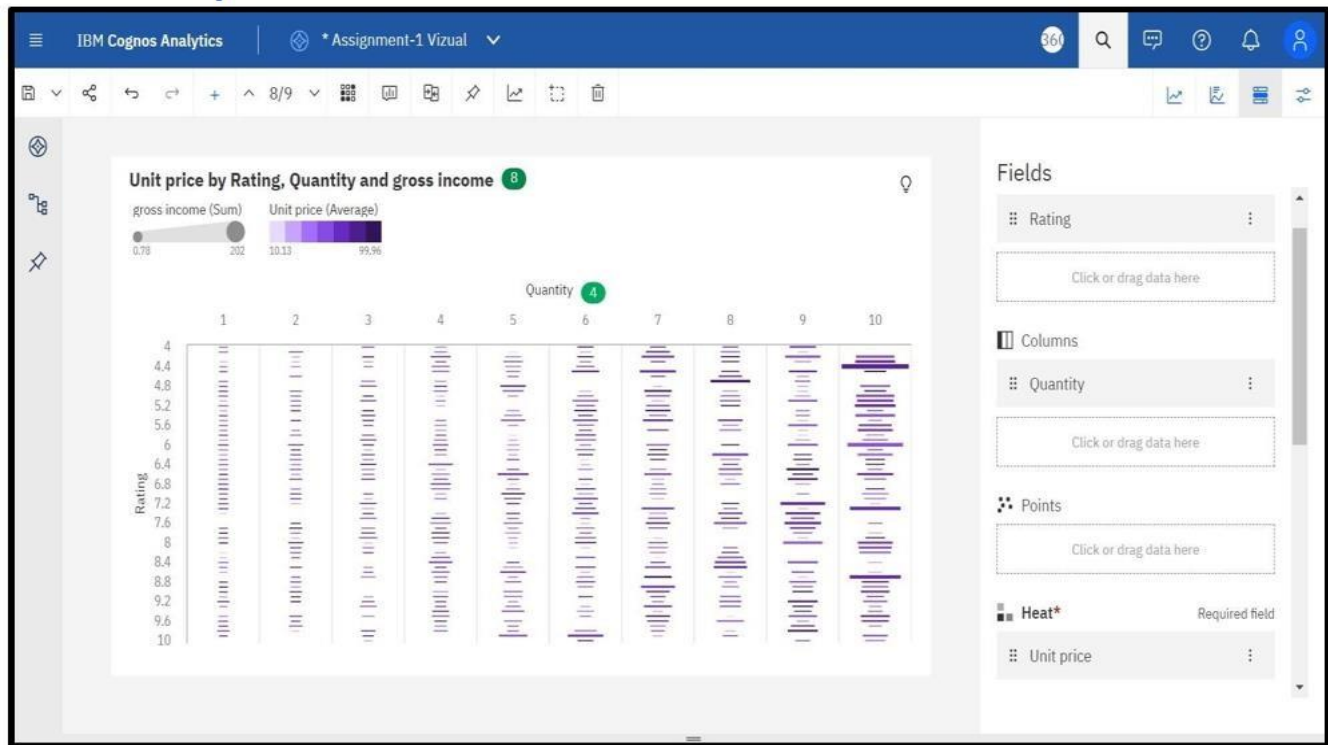 IBM Cognos Analytics
* Assignment-1 Vizual
360
8/9
Unit price by Rating, Quantity and gross income 8
gross income (Sum) Unit price (Average)
0.78 202 10.13 99.96
Quantity 4
1 2 3 4 5 6 7 8 9 10
Rating
4
4.4
4.8
5.2
5.6
6
6.4
6.8
7.2
7.6
8
8.4
8.8
9.2
9.6
10
Fields
Rating
Click or drag data here
Columns
Quantity
Click or drag data here
Points
Click or drag data here
Heat* Required field
Unit price